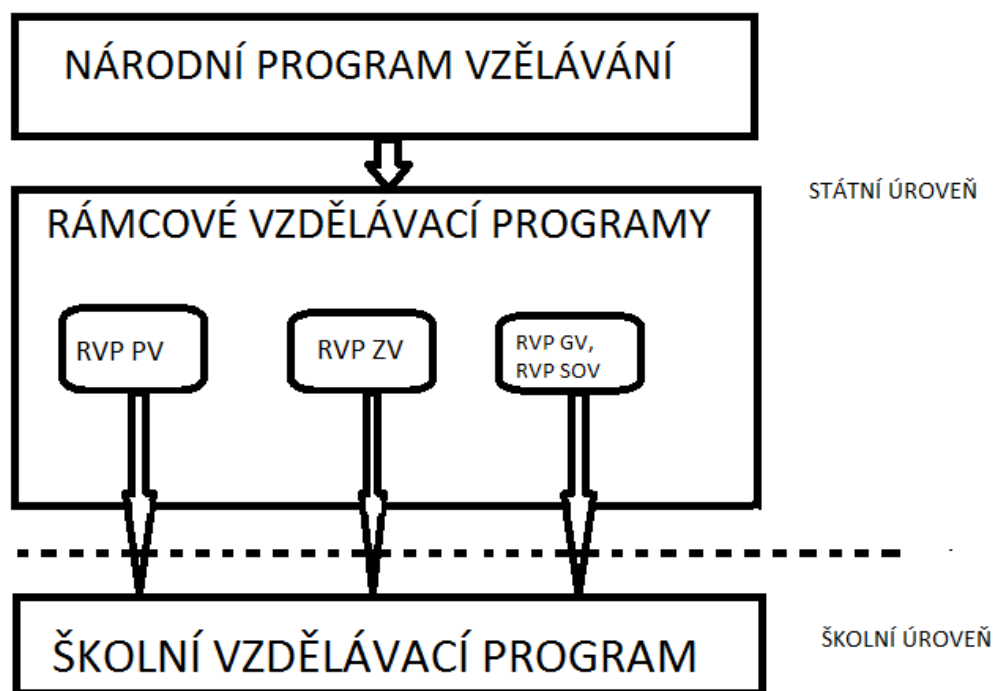 NÁRODNÍ PROGRAM VZĚLÁVÁNÍ
STÁTNÍ ÚROVEŇ
RÁMCOVÉ VZDĚLÁVACÍ PROGRAMY
RVP PV
RVP ZV
RVP GV,
RVP SOV
ŠKOLNÍ VZDĚLÁVACÍ PROGRAM
ŠKOLNÍ ÚROVEŇ